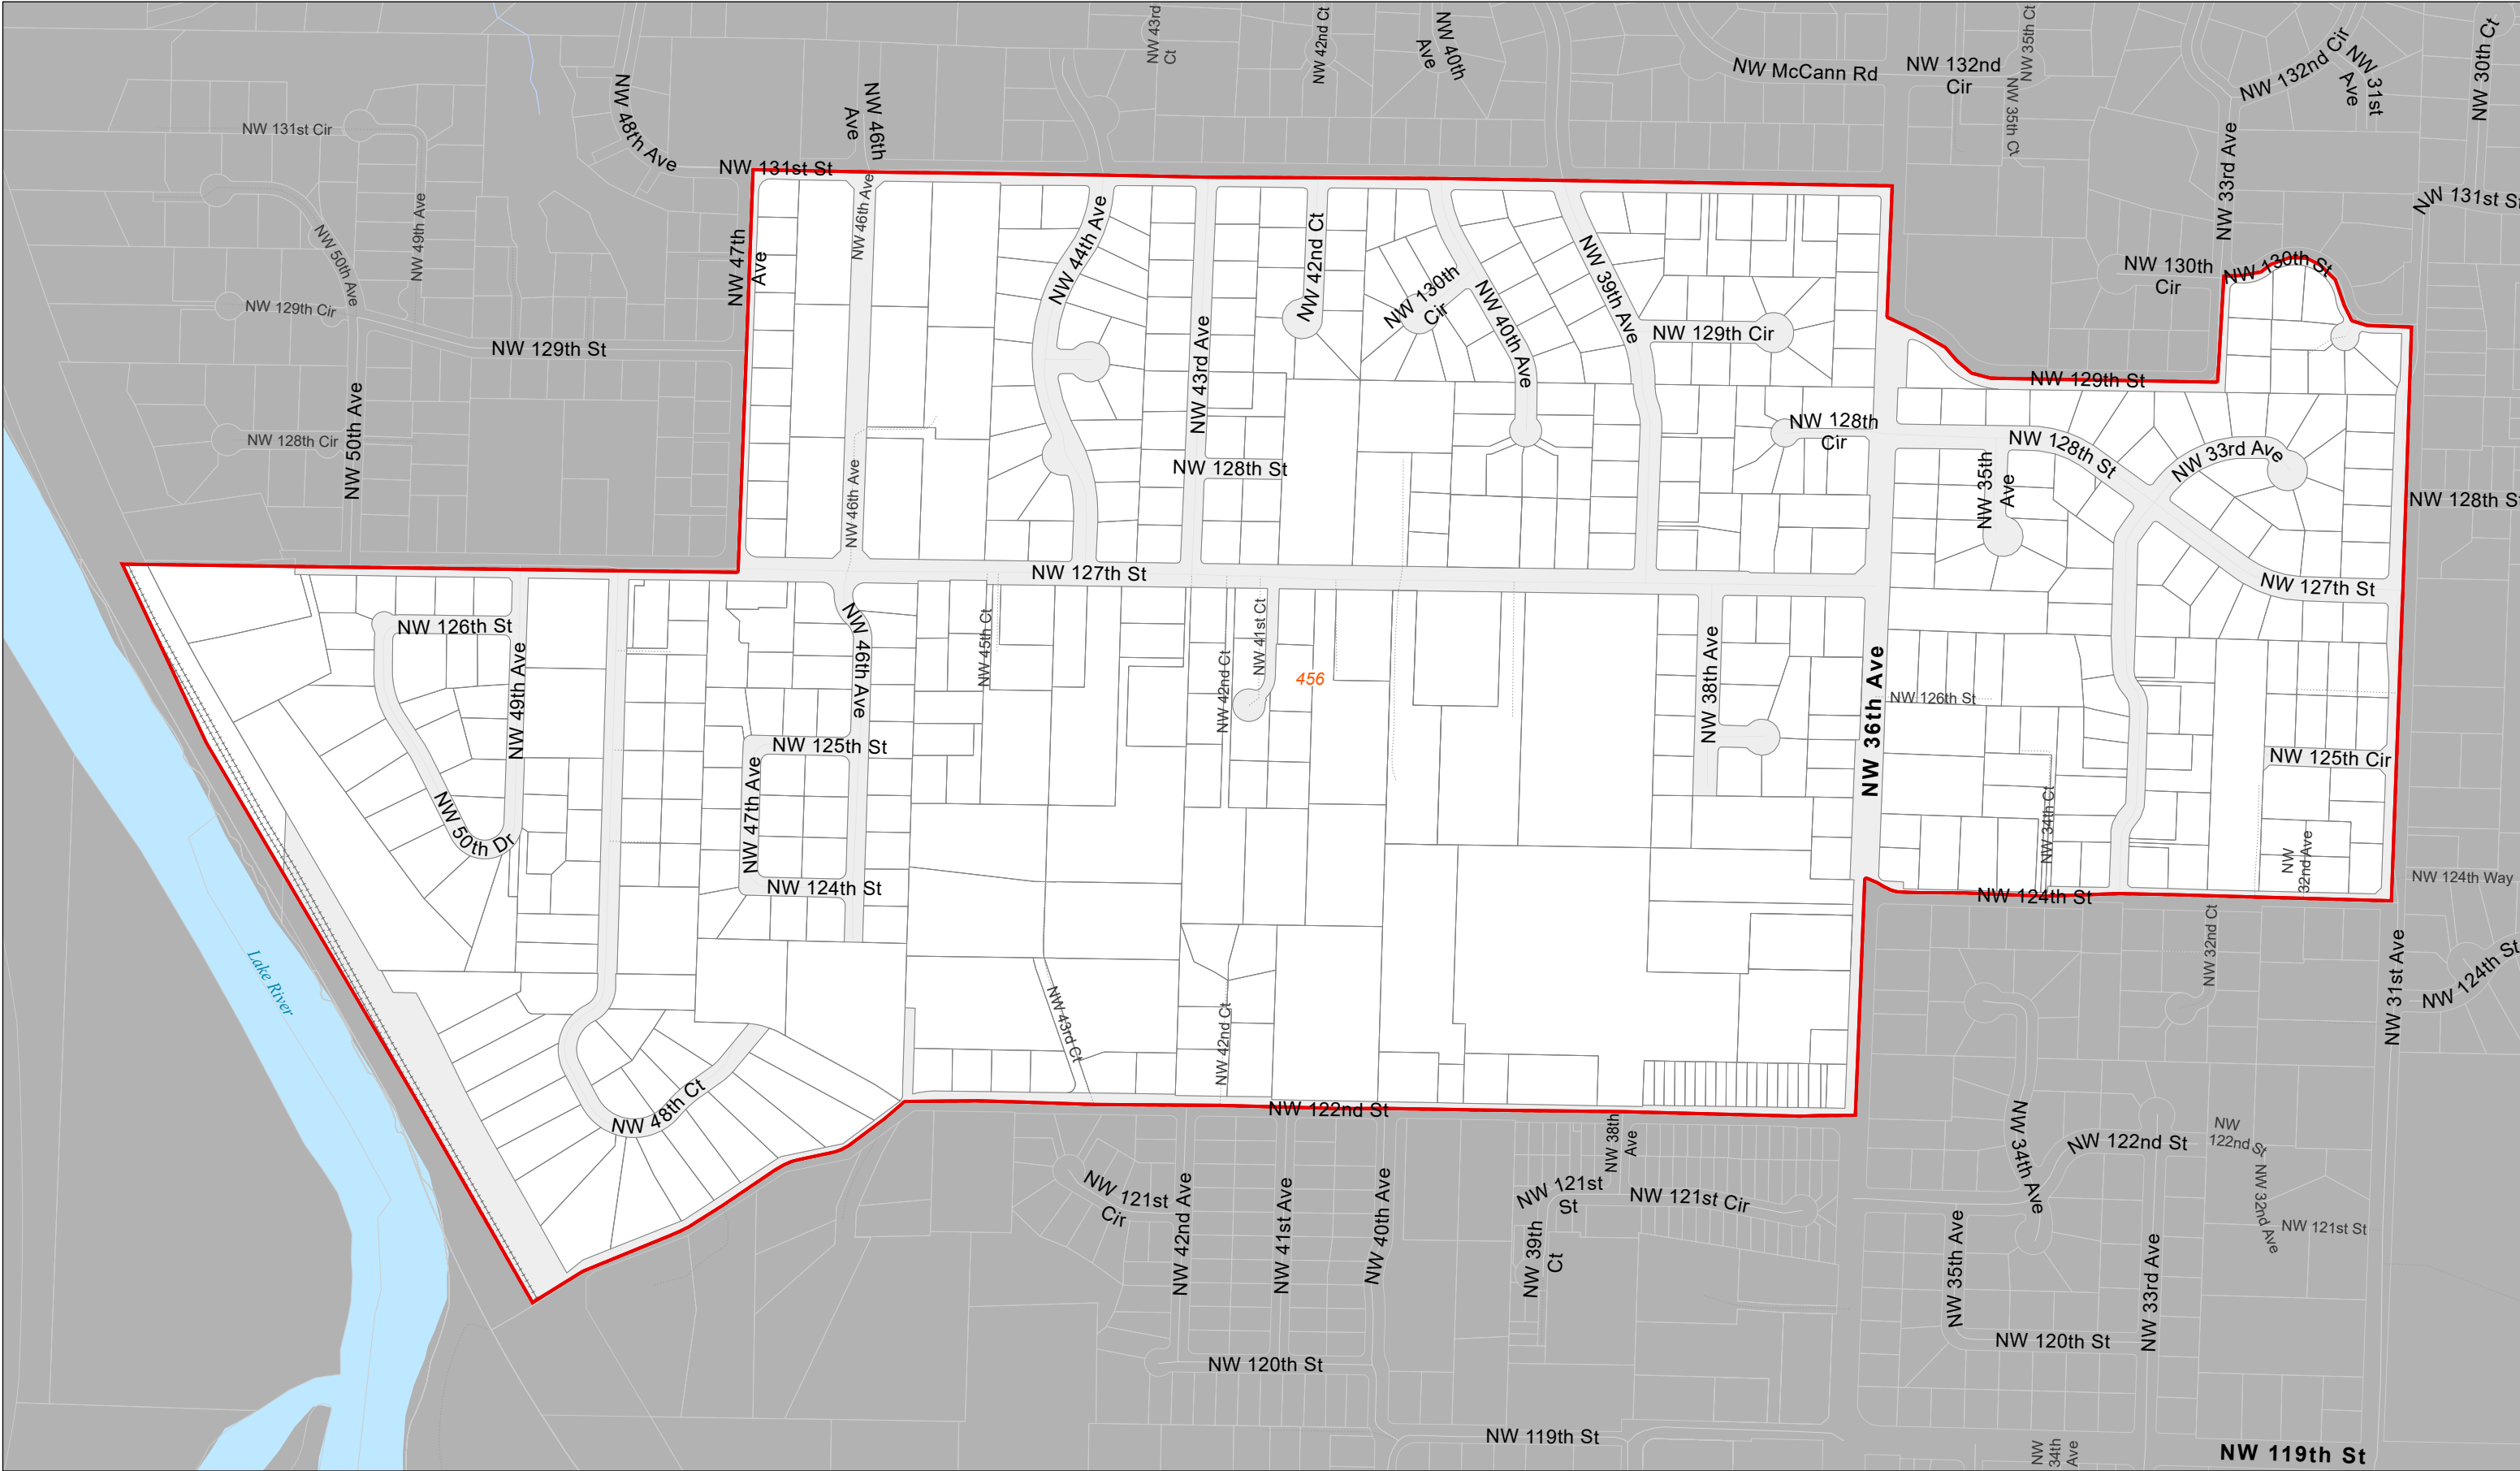 NW 43rd
Ct
NW 42nd Ct
NW 40th
Ave
NW McCann Rd
NW 132nd
Cir
NW 35th Ct
NW 35th Ct
NW 132nd Cir
NW 31st
Ave
NW 30th Ct
NW 48th Ave
NW 46th
Ave
NW 131st Cir
NW 131st St
NW 33rd Ave
NW 131st St
NW 50th Ave
NW 49th Ave
NW 47th
Ave
NW 46th Ave
NW 44th Ave
NW 42nd Ct
NW 130th
Cir
NW 39th Ave
NW 130th
Cir
NW 130th St
NW 129th Cir
NW 129th St
NW 43rd Ave
NW 40th Ave
NW 129th Cir
NW 129th St
NW 50th Ave
NW 128th Cir
NW 46th Ave
NW 128th St
NW 128th
Cir
NW 35th
Ave
NW 128th St
NW 33rd Ave
NW 128th St
NW 127th St
NW 127th St
NW 126th St
NW 49th Ave
NW 46th Ave
NW 45th Ct
NW 42nd Ct
NW 41st Ct
456
NW 38th Ave
NW 36th Ave
NW 126th St
NW 125th St
NW 125th Cir
NW 50th Dr
NW 47th Ave
NW 34th Ct
NW
32nd Ave
NW 124th St
NW 124th St
NW 124th Way
Lake River
NW 43rd Ct
NW 42nd Ct
NW 32nd Ct
NW 31st Ave
NW 124th St
NW 48th Ct
NW 122nd St
NW 38th
Ave
NW 34th Ave
NW 122nd St
NW
122nd St
NW 121st
Cir
NW 42nd Ave
NW 41st Ave
NW 40th Ave
NW 121st
St
NW 121st Cir
NW 39th
Ct
NW 35th Ave
NW 33rd Ave
NW 32nd Ave
NW 121st St
NW 120th St
NW 120th St
NW 119th St
NW
34th
Ave
NW 119th St